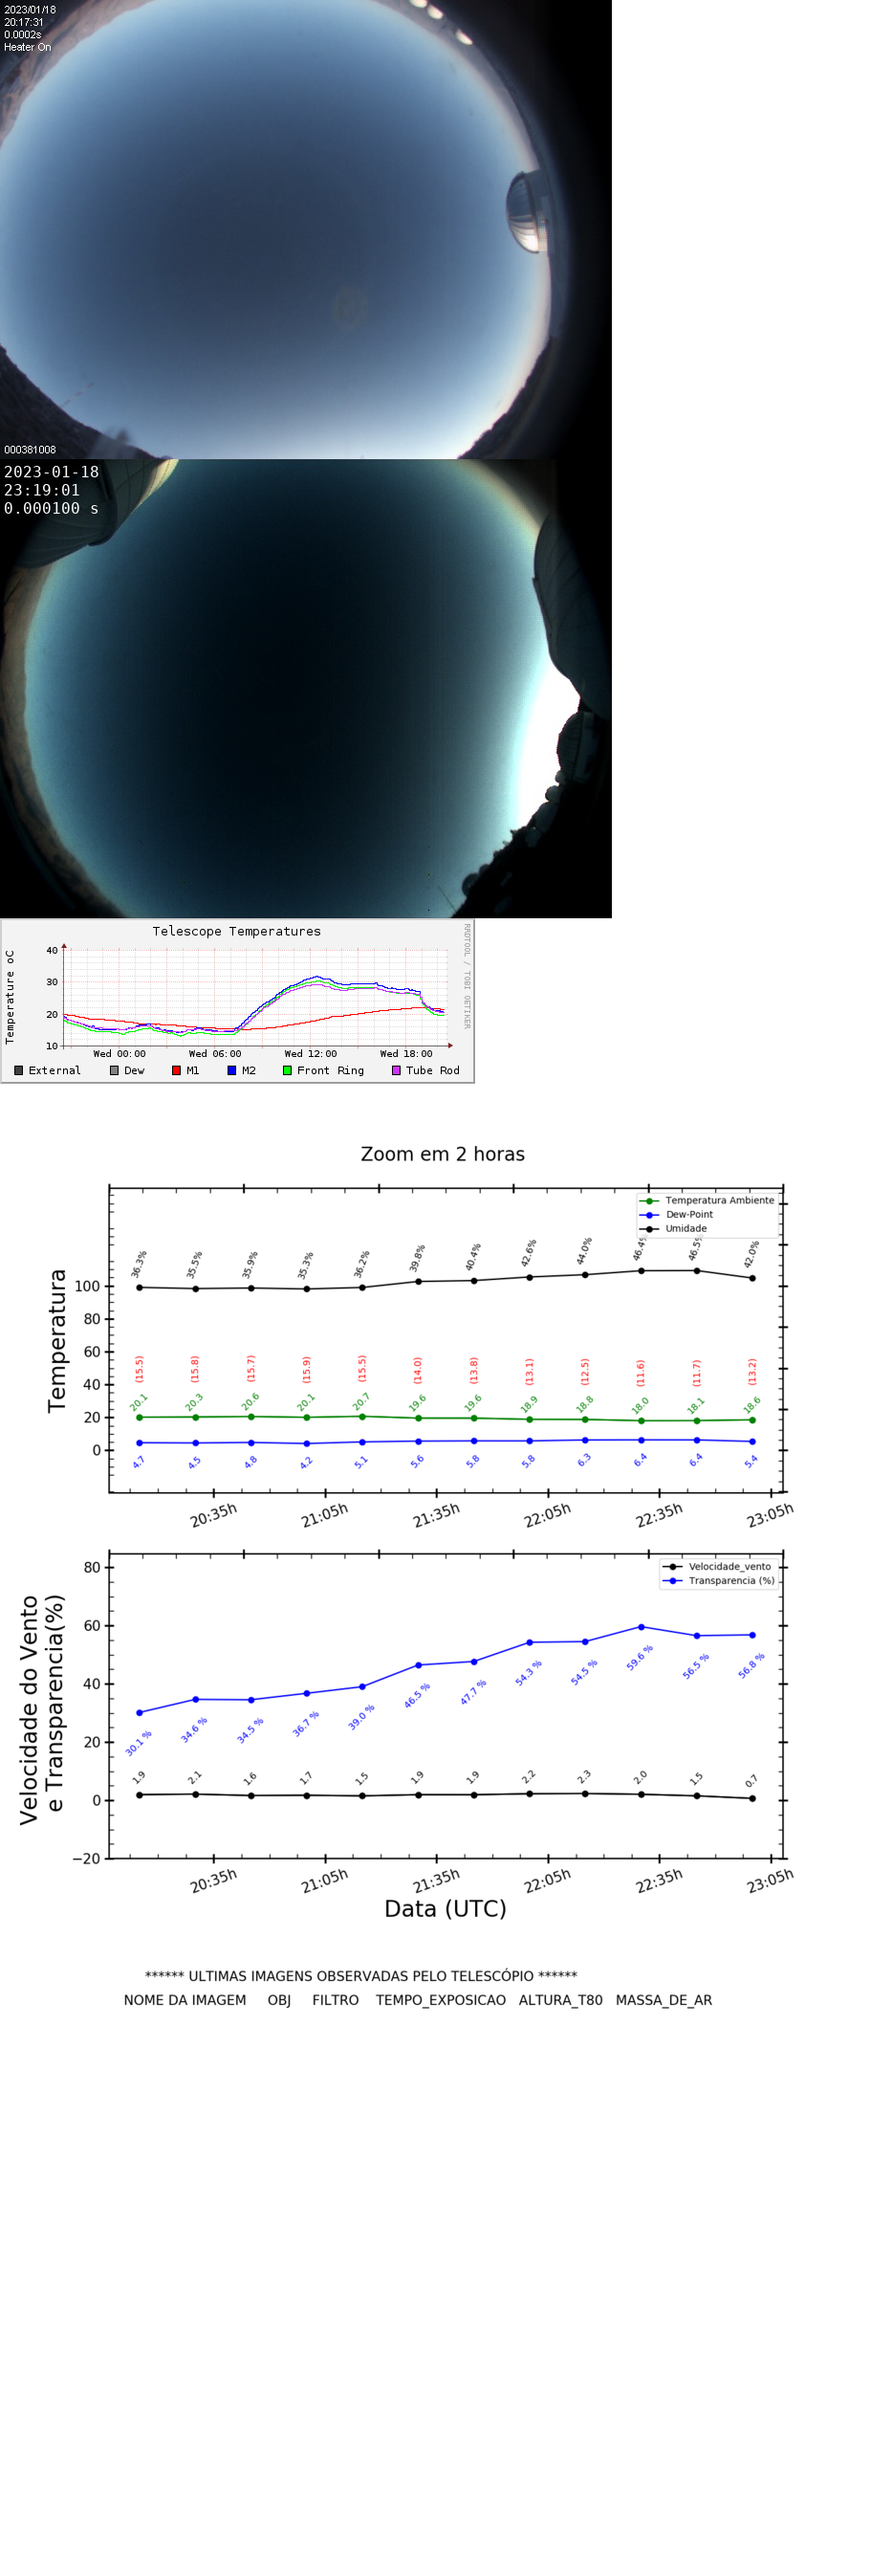 2023/01/18
20:17:31
0.0002s
Heater On
000381008
2023-01-18
23:19:01
0.000100 s
Telescope Temperatures
RRDTOOL / TOBI OETIKER
Temperature oC
40
30
20
10
Wed 00:00 Wed 06:00 Wed 12:00 Wed 18:00
External Dew M1 M2 Front Ring Tube Rod
Zoom em 2 horas
Temperatura Ambiente
Dew-Point
Umidade
Temperatura
36.3% 35.5% 35.9% 35.3% 36.2% 39.8% 40.4% 42.6% 44.0% 46.4% 46.5% 42.0%
100
80
60
40
20
0
(15.5) (15.8) (15.7) (15.9) (15.5) (14.0) (13.8) (13.1) (12.5) (11.6) (11.7) (13.2)
20.1 20.3 20.6 20.1 20.7 19.6 19.6 18.9 18.8 18.0 18.1 18.6
4.7 4.5 4.8 4.2 5.1 5.6 5.8 5.8 6.3 6.4 6.4 5.4
20:35h 21:05h 21:35h 22:05h 22:35h 23:05h
Velocidade_vento
Transparencia (%)
Velocidade do Vento
e Transparencia(%)
80
60
40
20
0
−20
30.1 % 34.6 % 34.5 % 36.7 % 39.0 % 46.5 % 47.7 % 54.3 % 54.5 % 59.6 % 56.5 % 56.8 %
1.9 2.1 1.6 1.7 1.5 1.9 1.9 2.2 2.3 2.0 1.5 0.7
20:35h 21:05h 21:35h 22:05h 22:35h 23:05h
Data (UTC)
****** ULTIMAS IMAGENS OBSERVADAS PELO TELESCÓPIO ******
NOME DA IMAGEM OBJ FILTRO TEMPO_EXPOSICAO ALTURA_T80 MASSA_DE_AR